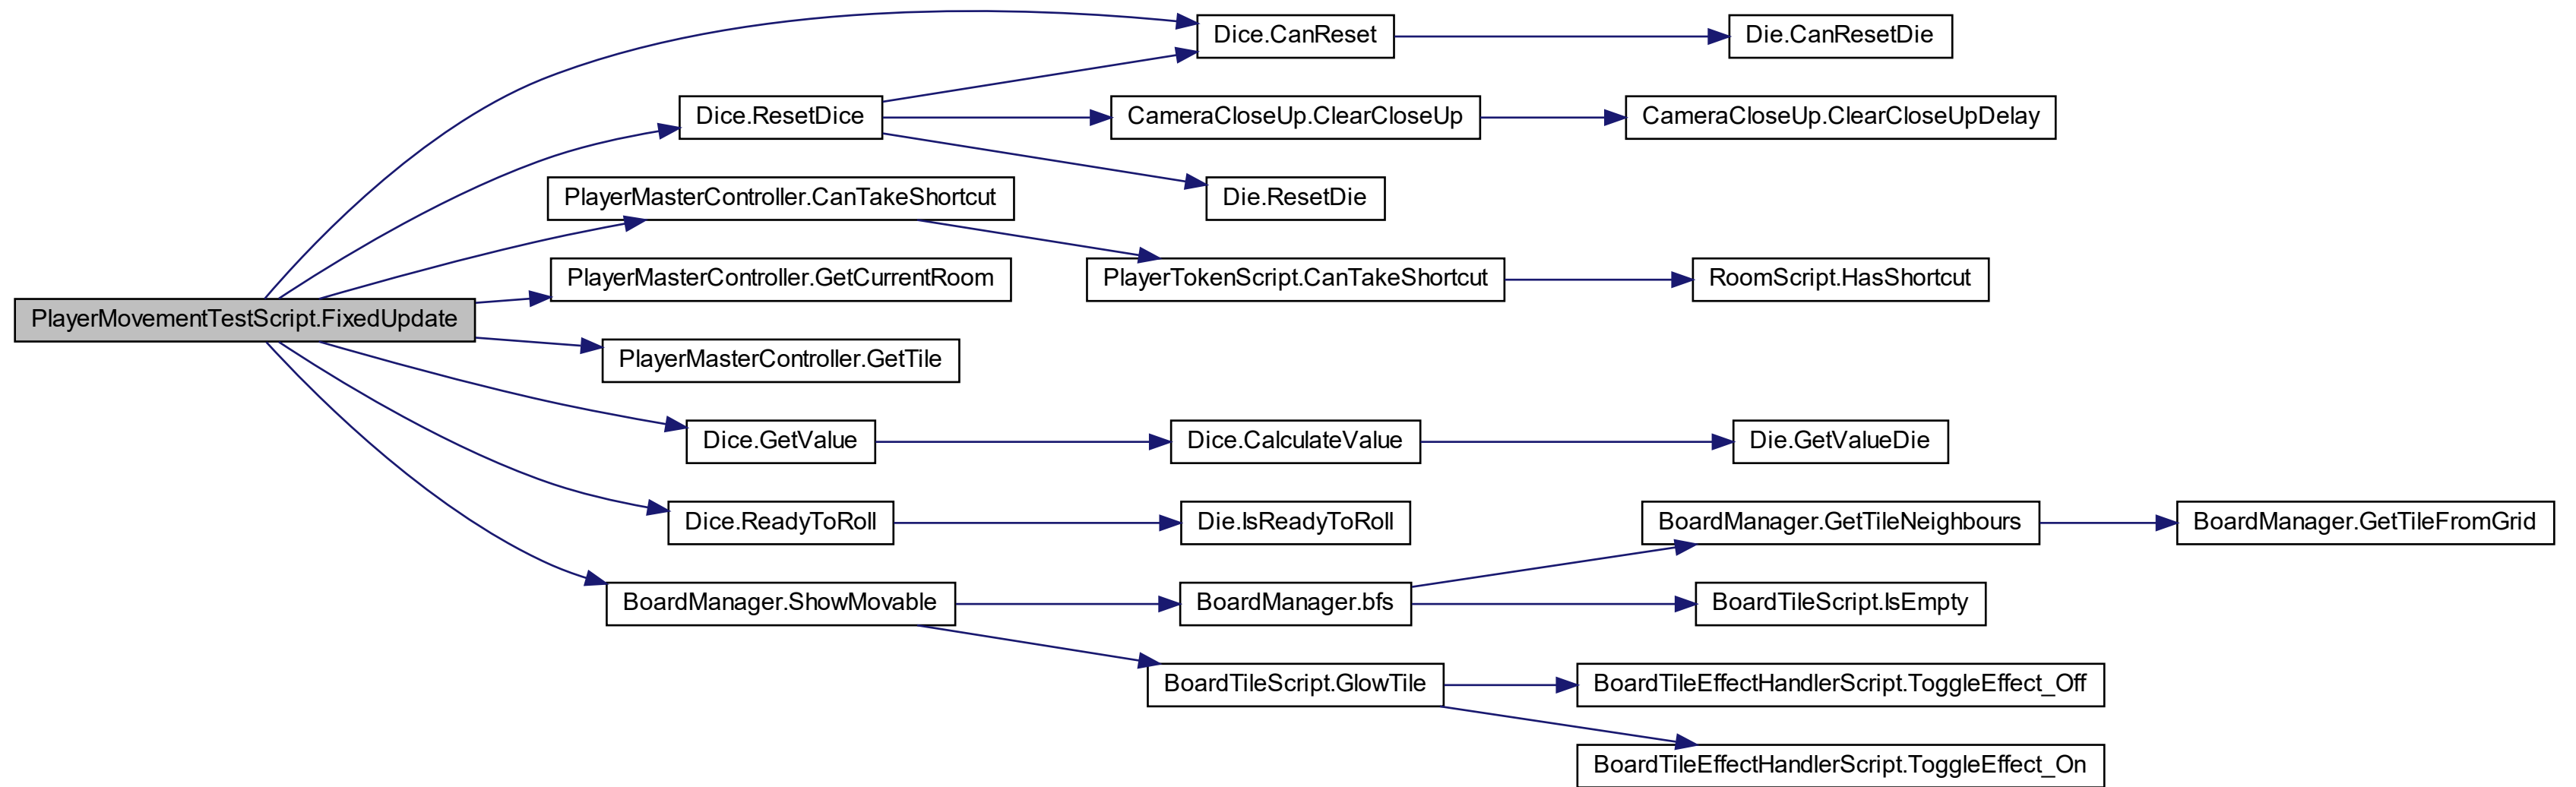 Dice.CanReset
Die.CanResetDie
Dice.ResetDice
CameraCloseUp.ClearCloseUp
CameraCloseUp.ClearCloseUpDelay
PlayerMasterController.CanTakeShortcut
Die.ResetDie
PlayerMasterController.GetCurrentRoom
PlayerTokenScript.CanTakeShortcut
RoomScript.HasShortcut
PlayerMovementTestScript.FixedUpdate
PlayerMasterController.GetTile
Dice.GetValue
Dice.CalculateValue
Die.GetValueDie
Dice.ReadyToRoll
Die.IsReadyToRoll
BoardManager.GetTileNeighbours
BoardManager.GetTileFromGrid
BoardManager.ShowMovable
BoardManager.bfs
BoardTileScript.IsEmpty
BoardTileScript.GlowTile
BoardTileEffectHandlerScript.ToggleEffect_Off
BoardTileEffectHandlerScript.ToggleEffect_On